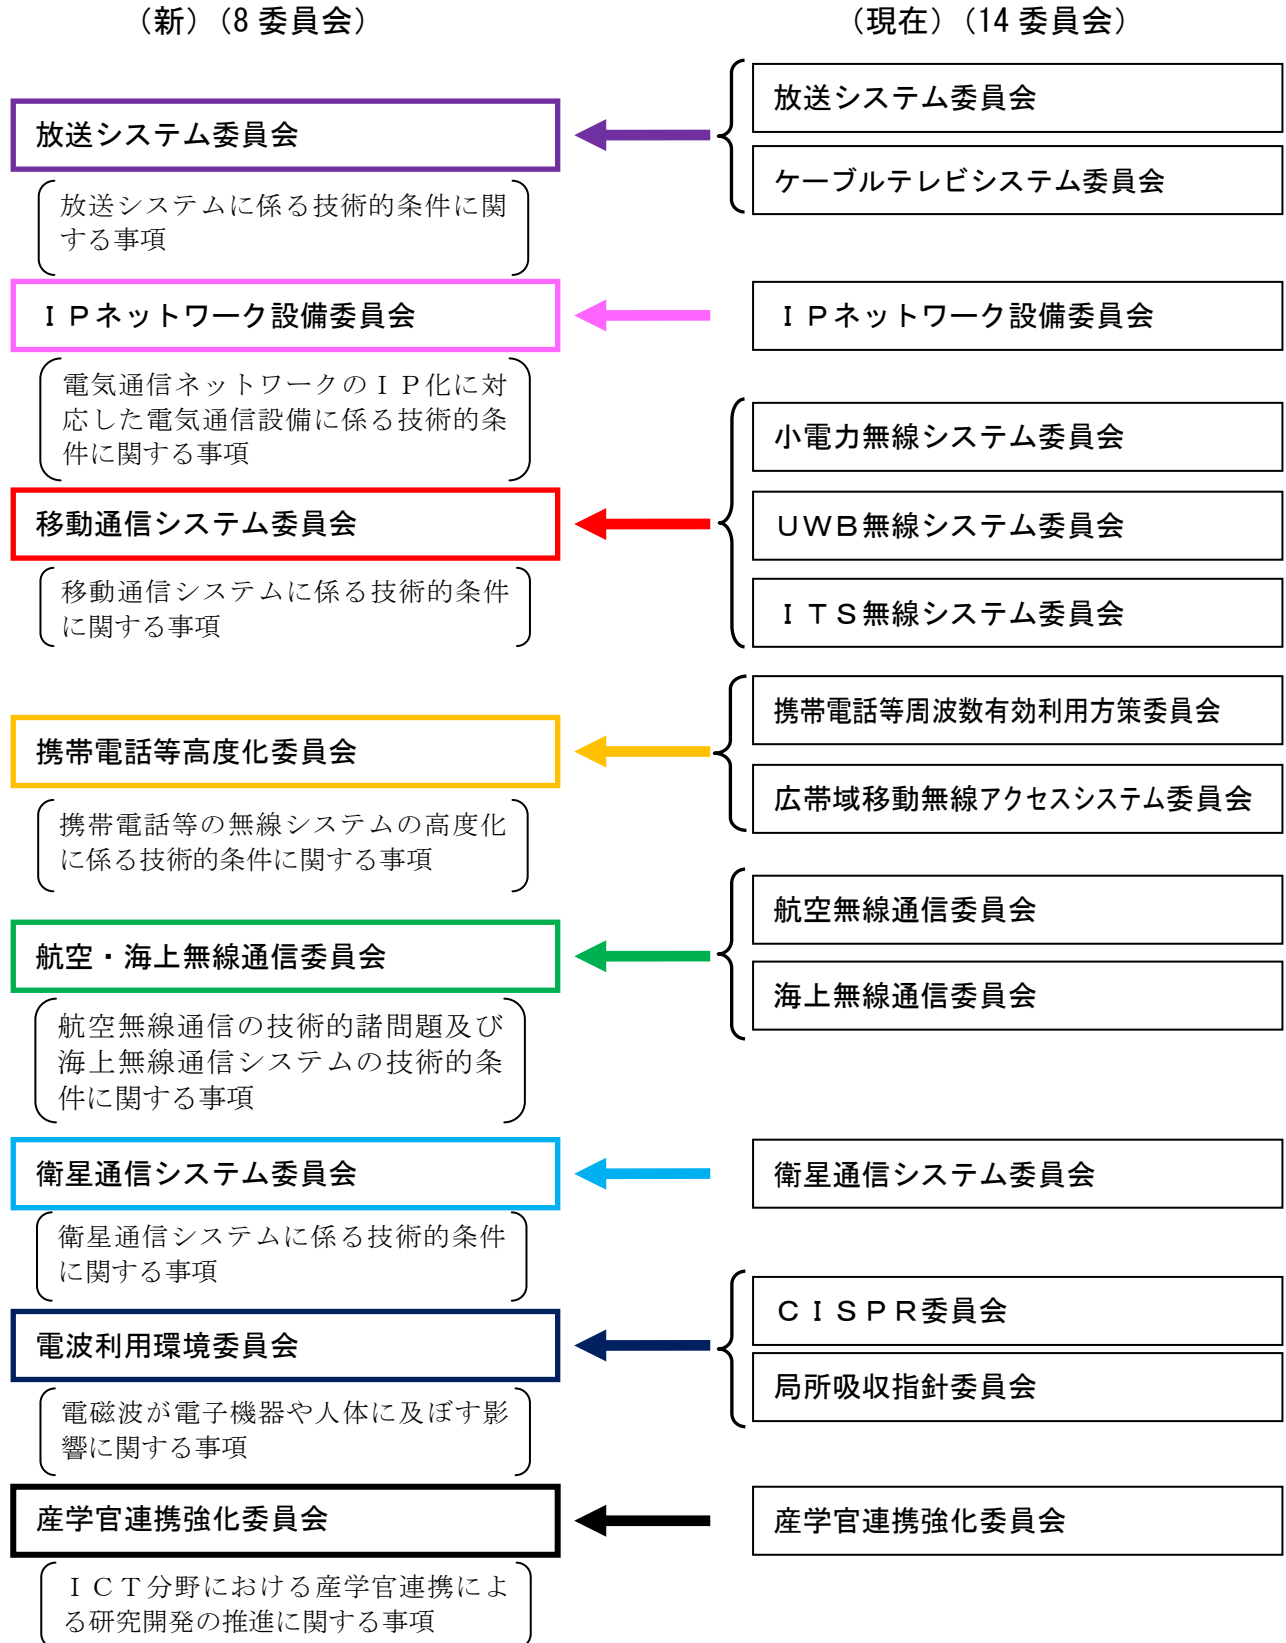 （新）（8 委員会）
（現在）（14 委員会）
放送システム委員会
放送システムに係る技術的条件に関
する事項
放送システム委員会
ケーブルテレビシステム委員会
ＩＰネットワーク設備委員会
電気通信ネットワークのＩＰ化に対
応した電気通信設備に係る技術的条
件に関する事項
ＩＰネットワーク設備委員会
移動通信システム委員会
移動通信システムに係る技術的条件
に関する事項
小電力無線システム委員会
ＵＷＢ無線システム委員会
ＩＴＳ無線システム委員会
携帯電話等高度化委員会
携帯電話等の無線システムの高度化
に係る技術的条件に関する事項
携帯電話等周波数有効利用方策委員会
広帯域移動無線アクセスシステム委員会
航空・海上無線通信委員会
航空無線通信の技術的諸問題及び
海上無線通信システムの技術的条
件に関する事項
航空無線通信委員会
海上無線通信委員会
衛星通信システム委員会
衛星通信システムに係る技術的条件
に関する事項
衛星通信システム委員会
電波利用環境委員会
電磁波が電子機器や人体に及ぼす影
響に関する事項
ＣＩＳＰＲ委員会
局所吸収指針委員会
産学官連携強化委員会
ＩＣＴ分野における産学官連携によ
る研究開発の推進に関する事項
産学官連携強化委員会